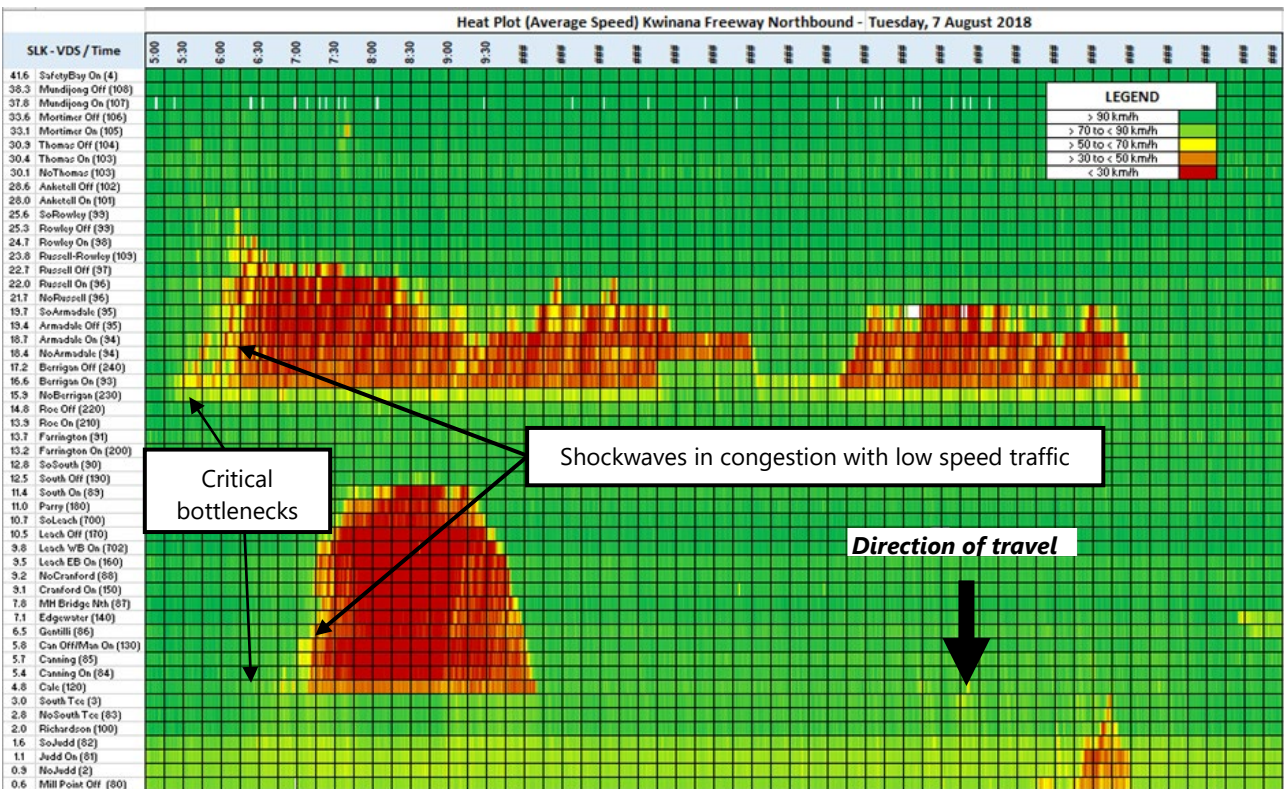 Heat Plot (Average Speed) Kwinana Freeway Northbound - Tuesday, 7 August 2018
SLK - VDS / Time 5:00 5:30 6:00 6:30 7:00 7:30 8:00 8:30 9:00 9:30 ### ### ### ### ### ### ### ### ### ### ### ### ### ### ### ### ### ### ### ### ###
41.6 SafetyBay On (4)
38.3 Mundijong Off (108)
37.8 Mundijong On (107)
33.6 Mortimer Off (106)
33.1 Mortimer On (105)
30.9 Thomas Off (104)
30.4 Thomas On (103)
30.1 NoThomas (103)
28.6 Anketell Off (102)
28.0 Anketell On (101)
25.6 SoRowley (99)
25.3 Rowley Off (99)
24.7 Rowley On (98)
23.8 Russell-Rowley (109)
22.7 Russell Off (97)
22.0 Russell On (96)
21.7 NoRussell (96)
19.7 SoArmadale (95)
19.4 Armadale Off (95)
18.7 Armadale On (94)
18.4 NoArmadale (94)
17.2 Berrigan Off (240)
16.6 Berrigan On (93)
15.9 NoBerrigan (230)
14.8 Roe Off (220)
13.9 Roe On (210)
13.7 Farrington (91)
13.2 Farrington On (200)
12.8 SoSouth (90)
12.5 South Off (190)
11.4 South On (89)
11.0 Parry (180)
10.7 SoLeach (700)
10.5 Leach Off (170)
9.8 Leach WB On (702)
9.5 Leach EB On (160)
9.2 NoCranford (88)
9.1 Cranford On (150)
7.8 MH Bridge Nth (87)
7.1 Edgewater (140)
6.5 Gentilli (86)
5.8 Can Off/Man On (130)
5.7 Canning (85)
5.4 Canning On (84)
4.8 Cale (120)
3.0 South Tce (3)
2.8 NoSouth Tce (83)
2.0 Richardson (100)
1.6 SoJudd (82)
1.1 Judd On (81)
0.9 NoJudd (2)
0.6 Mill Point Off (80)
LEGEND
> 90 km/h
> 70 to < 90 km/h
> 50 to < 70 km/h
> 30 to < 50 km/h
< 30 km/h
Shockwaves in congestion with low speed traffic
Critical
bottlenecks
Direction of travel